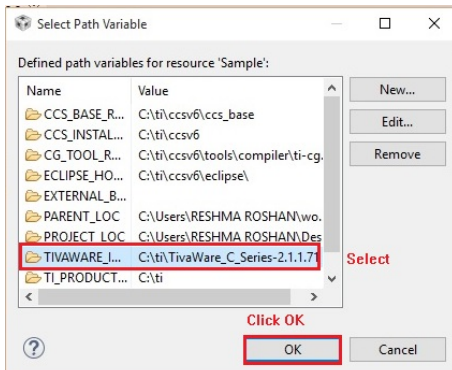 Select Path Variable
Defined path variables for resource 'Sample':
Name Value
CCS_BASE_R... C:\ti\ccsv6\ccs_base
CCS_INSTAL... C:\ti\ccsv6
CG_TOOL_R... C:\ti\ccsv6\tools\compiler\ti-cg.
ECLIPSE_HO... C:\ti\ccsv6\eclipse\
EXTERNAL_B...
PARENT_LOC C:\Users\RESHMA ROSHAN\wo.
PROJECT_LOC C:\Users\RESHMA ROSHAN\Des
TIVAWARE_I... C:\ti\TivaWare_C_Series-2.1.1.71
TI_PRODUCT... C:\ti
New...
Edit...
Remove
Select
Click OK
?
OK
Cancel